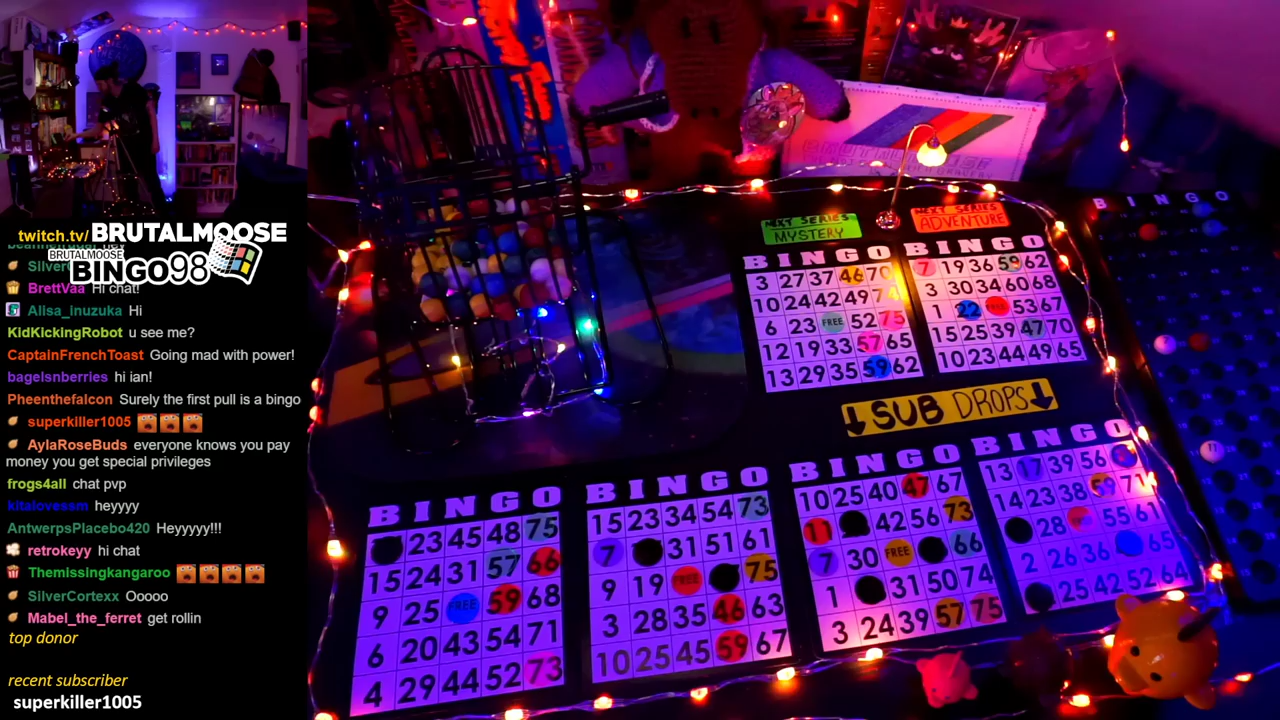 twitch.tv/BRUTALMOOSE
BRUTALMOOSE
BINGO98
BrettVaa Hi chat!
Alisa_inuzuka Hi
KidKickingRobot u see me?
CaptainFrenchToast Going mad with power!
bagelsnberries hi ian!
Pheenthefalcon Surely the first pull is a bingo
superkiller1005
AylaRoseBuds everyone knows you pay
money you get special privileges
frogs4all chat pvp
kitalovessm heyyyy
AntwerpsPlacebo420 Heyyyyy!!!
retrokeyy hi chat
Themissingkangaroo
SilverCortexx Ooooo
Mabel_the_ferret get rollin
top donor
recent subscriber
superkiller1005
NEXT SERIES
MYSTERY
BINGO
3 27 37 46 70
10 24 42 49 74
6 23 FREE 52 75
12 19 33 57 65
13 29 35 59 62
NEXT SERIES
ADVENTURE
BINGO
7 19 36 59 62
3 30 34 60 68
1 22 FREE 53 67
15 25 39 47 70
10 23 44 49 65
BINGO
SUB DROPS
BINGO
23 45 48 75
15 24 31 57 66
9 25 FREE 59 68
6 20 43 54 71
4 29 44 52 73
BINGO
15 23 34 54 73
7 31 51 61
9 19 FREE 75
3 28 35 46 63
10 25 45 59 67
BINGO
10 25 40 47 67
11 42 56 73
7 30 FREE 66
1 31 50 74
3 24 39 57 75
BINGO
13 17 39 56
14 23 38 59 71
28 55 61
2 26 36 65
25 42 52 64